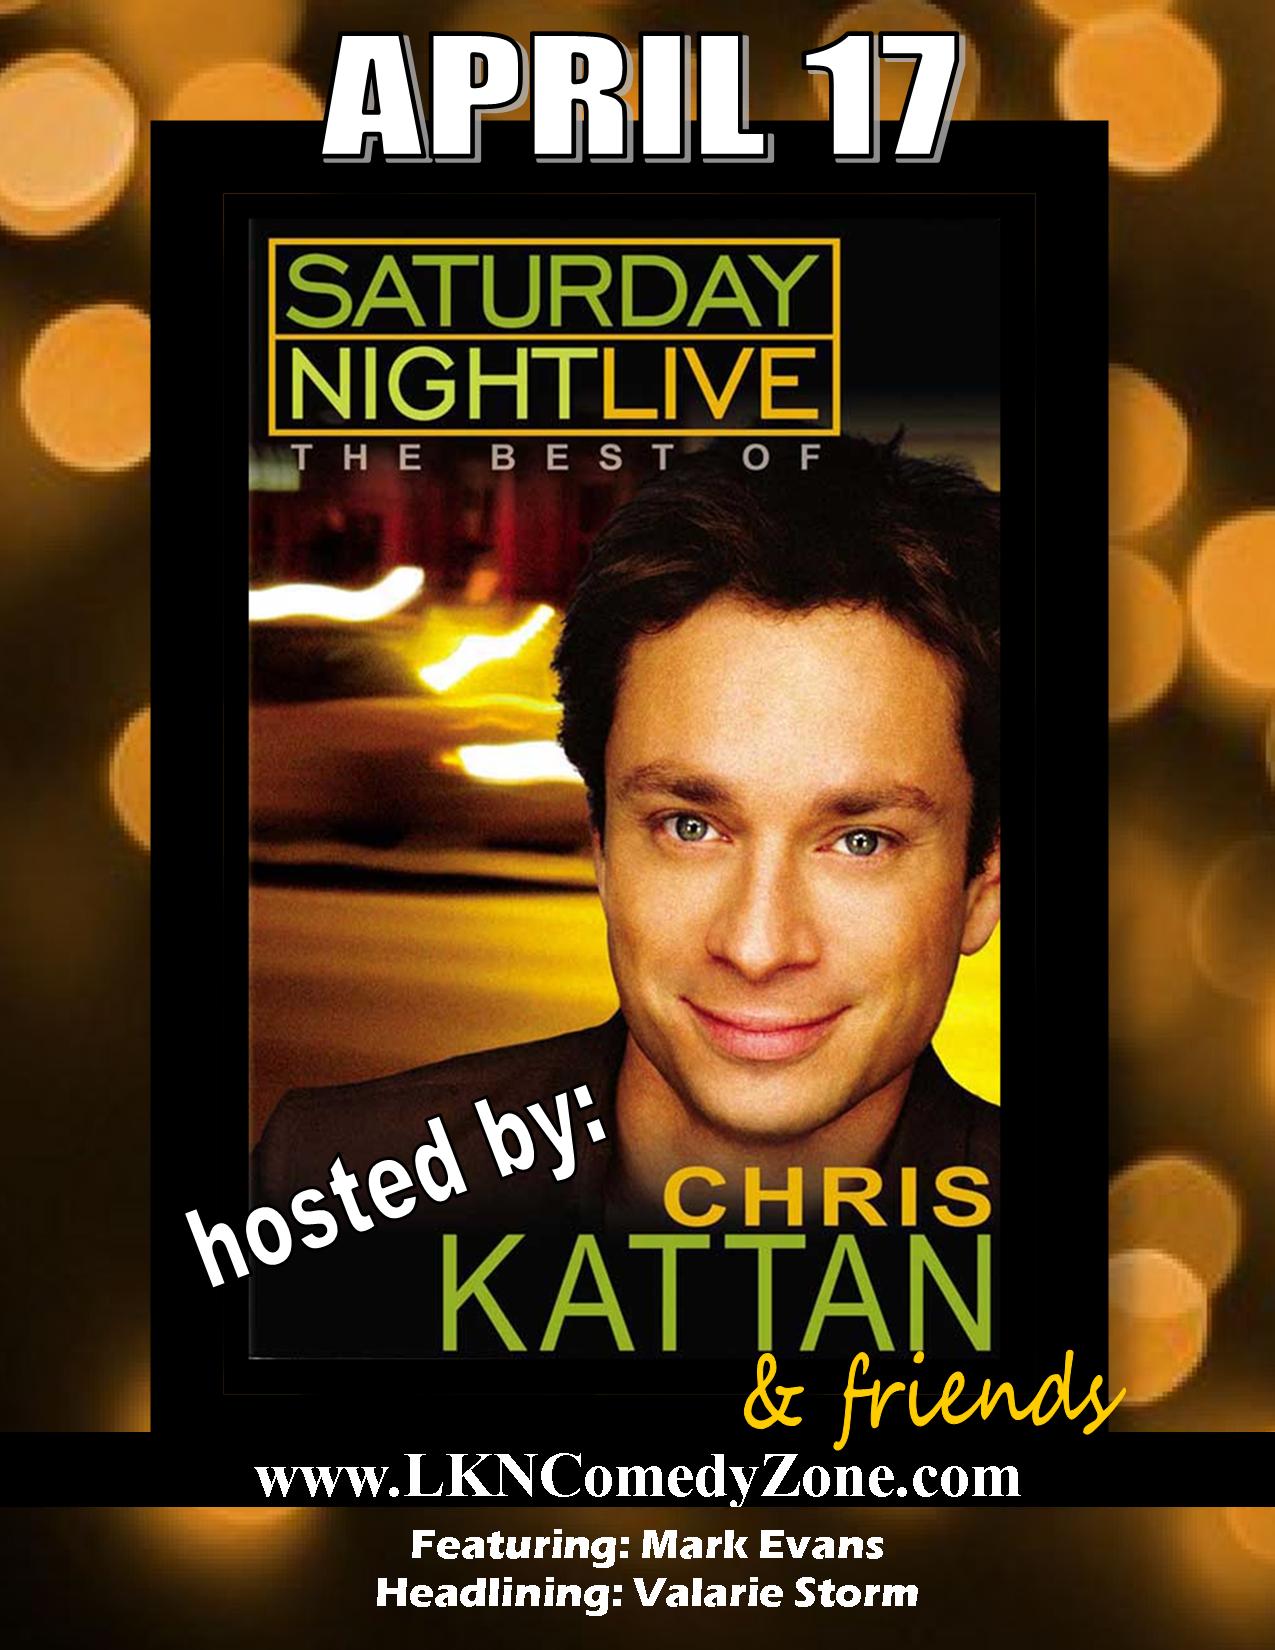 APRIL 17
SATURDAY
NIGHTLIVE
THE BEST OF
hosted by:
CHRIS
KATTAN
& friends
www.LKNComedyZone.com
Featuring: Mark Evans
Headlining: Valarie Storm